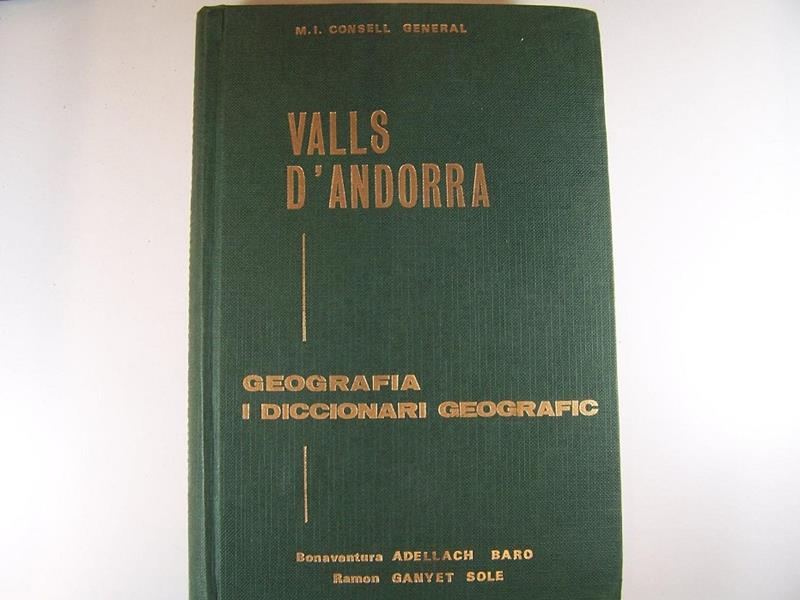 M.I. CONSELL GENERAL
VALLS
D'ANDORRA
GEOGRAFIA
I DICCIONARI GEOGRAFIC
Bonaventura ADELLACH BARO
Ramon GANYET SOLE